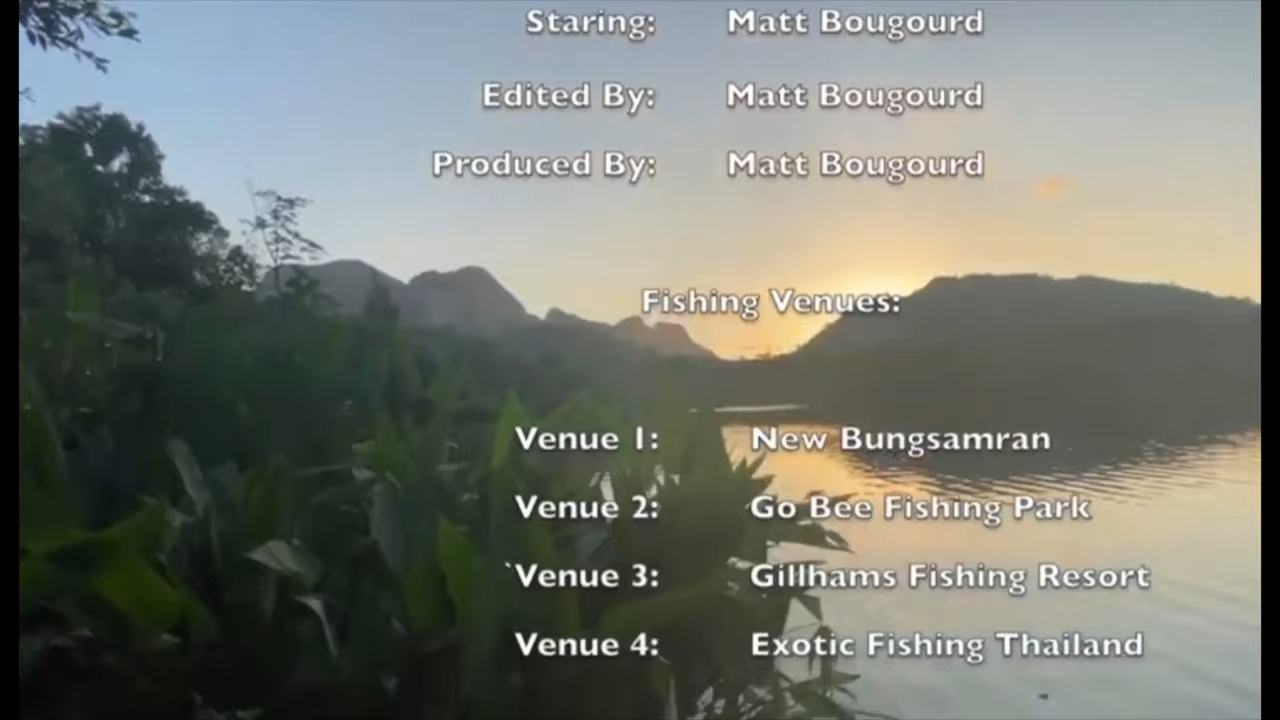 Staring: Matt Bougourd
Edited By: Matt Bougourd
Produced By: Matt Bougourd
Fishing Venues:
Venue 1: New Bungsamran
Venue 2: Go Bee Fishing Park
`Venue 3: Gillhams Fishing Resort
Venue 4: Exotic Fishing Thailand